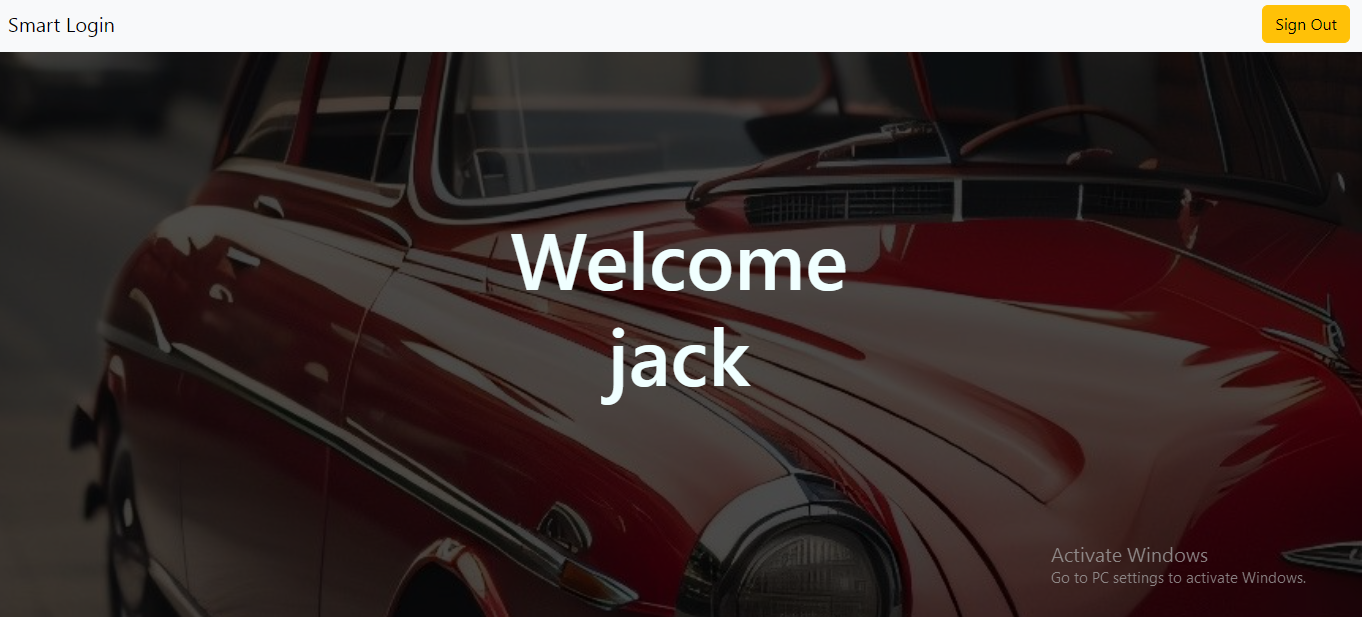 Smart Login
Sign Out
Welcome
jack
Activate Windows
Go to PC settings to activate Windows.